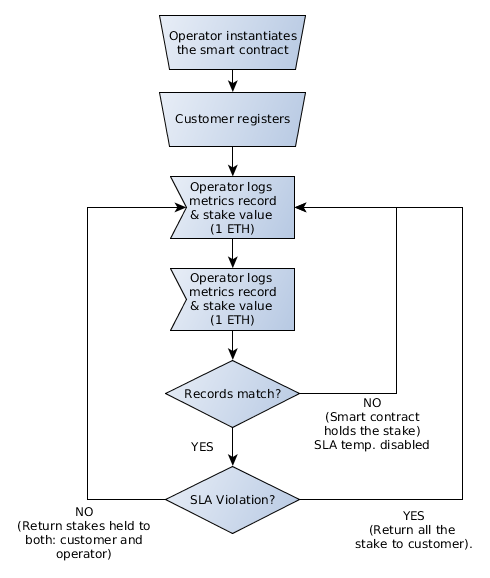 Operator instantiates
the smart contract
Customer registers
Operator logs
metrics record
& stake value
(1 ETH)
Operator logs
metrics record
& stake value
(1 ETH)
Records match?
NO
(Smart contract
holds the stake)
SLA temp. disabled
YES
SLA Violation?
NO
(Return stakes held to
both: customer and
operator)
YES
(Return all the
stake to customer).